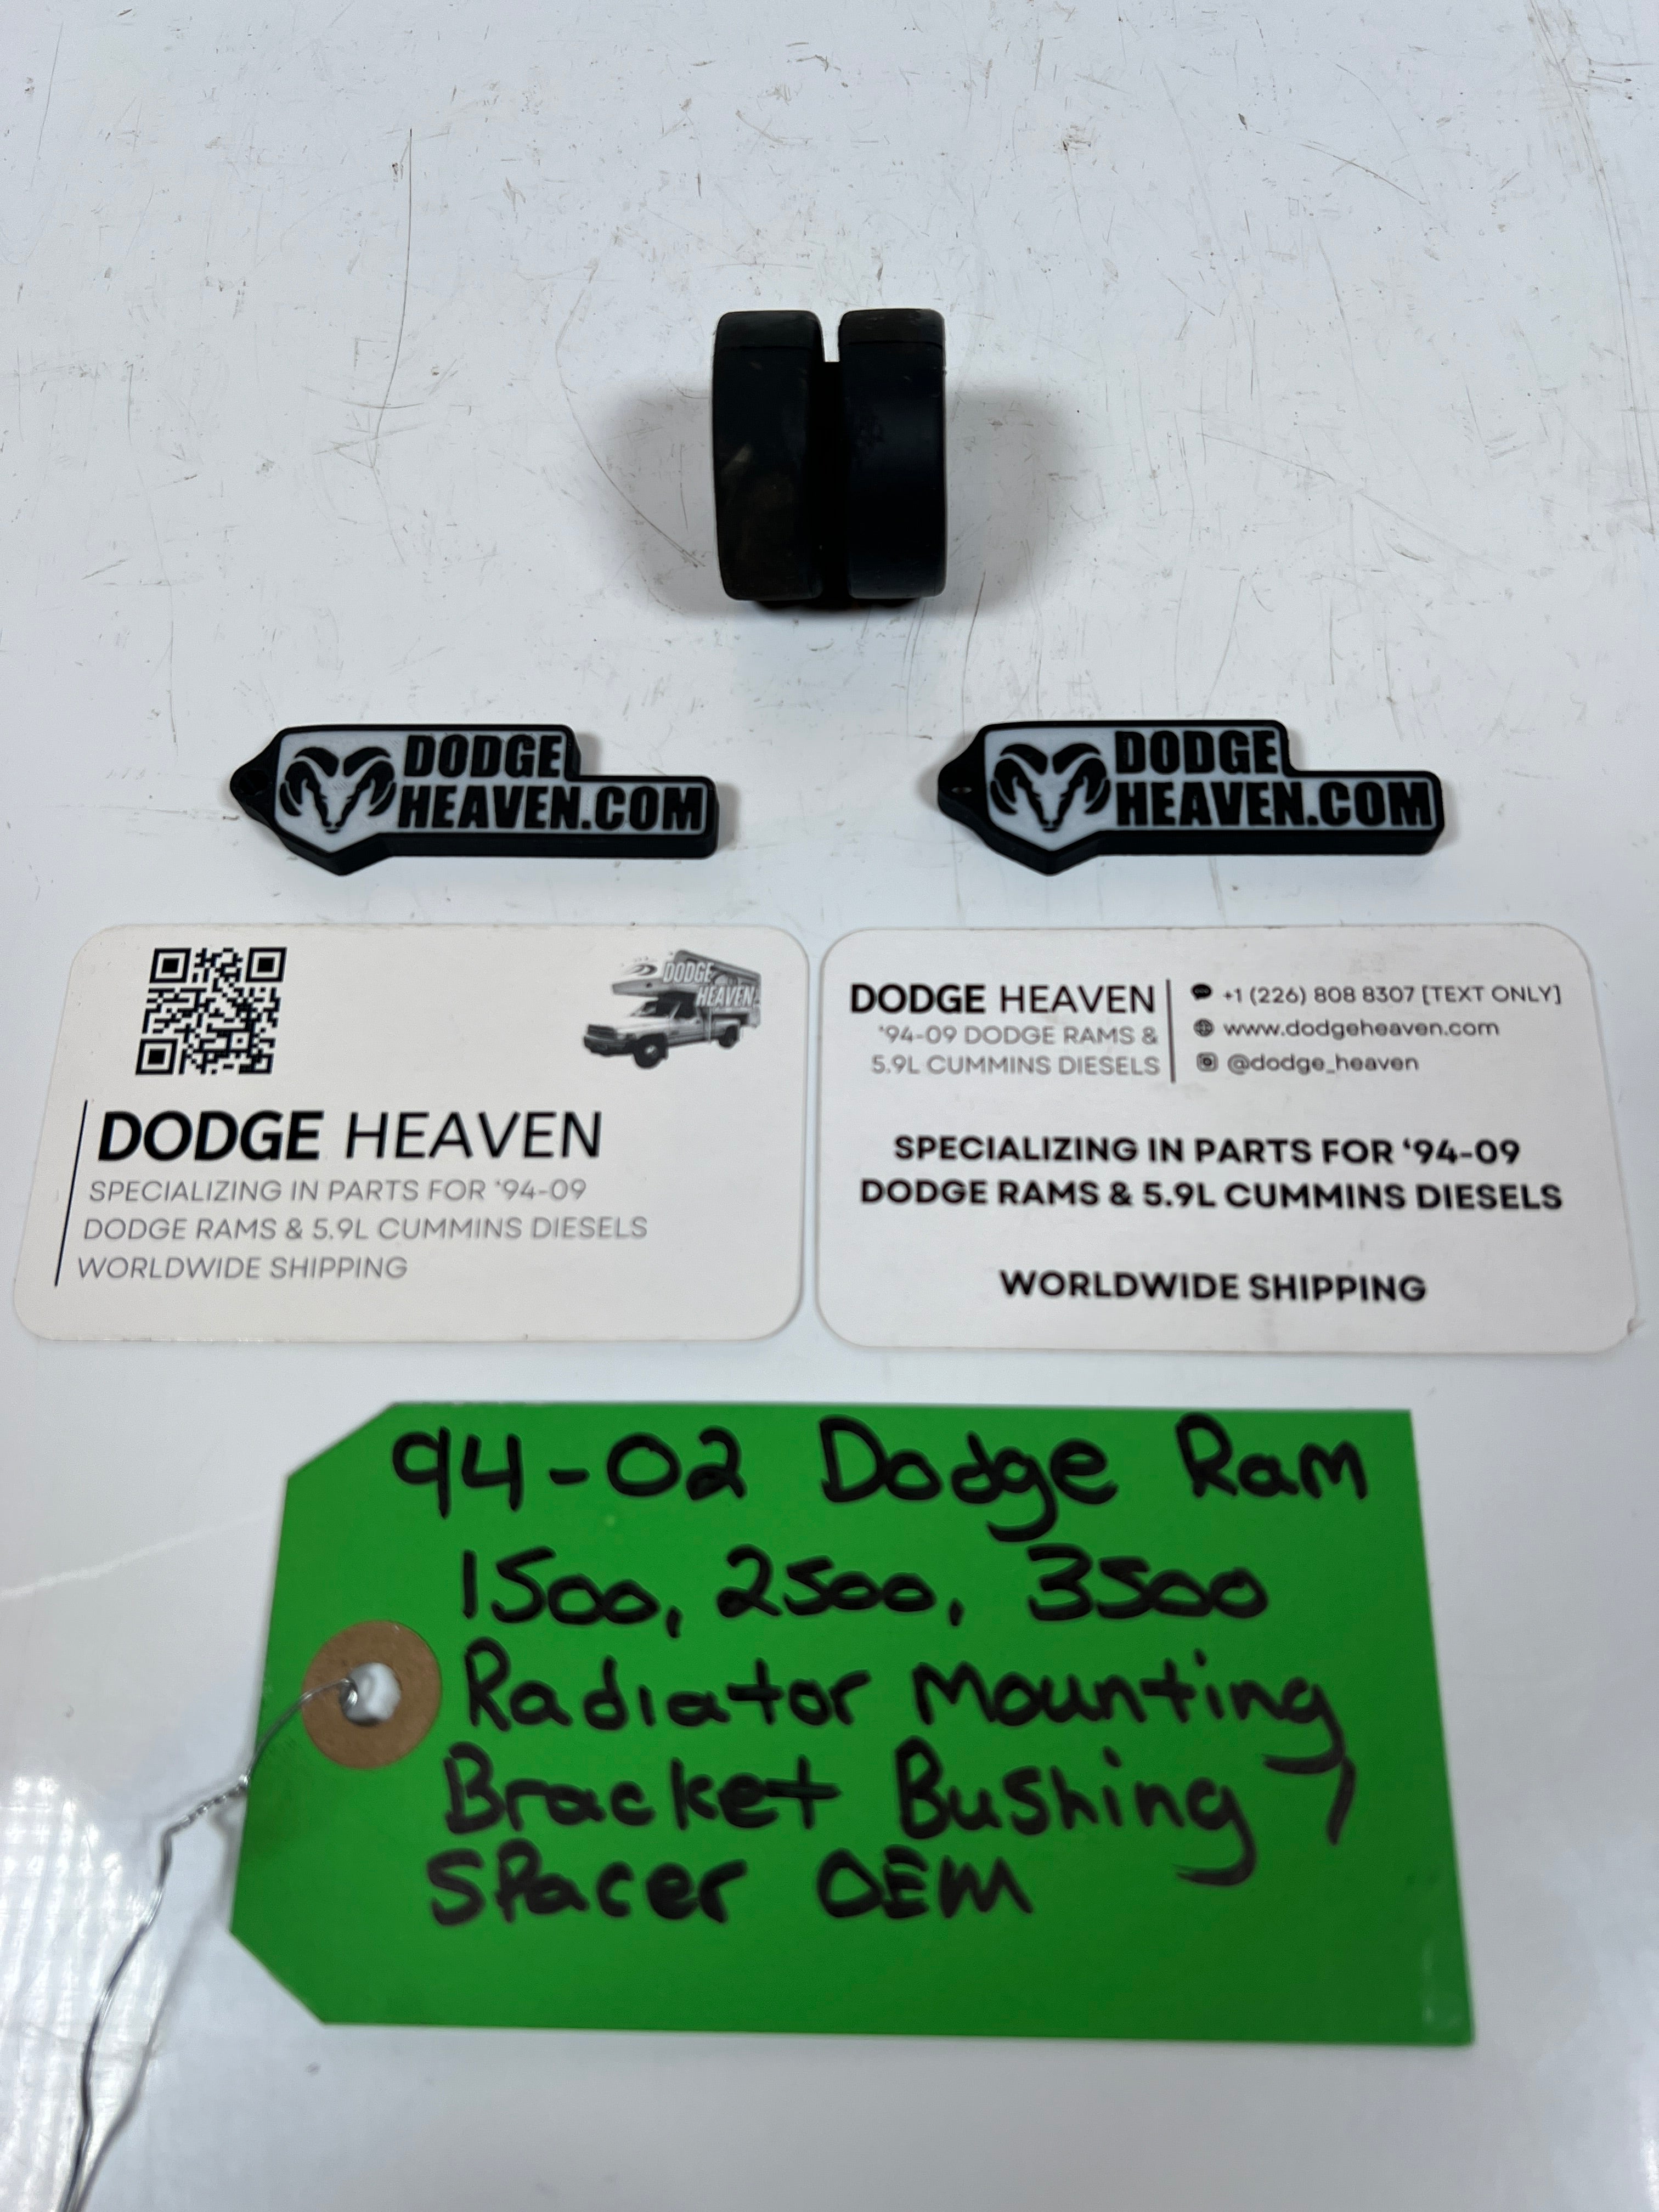 DODGE
HEAVEN.COM
DODGE
HEAVEN.COM
DODGE
HEAVEN
DODGE HEAVEN
SPECIALIZING IN PARTS FOR ‘94-09
DODGE RAMS & 5.9L CUMMINS DIESELS
WORLDWIDE SHIPPING
DODGE HEAVEN
‘94-09 DODGE RAMS &
5.9L CUMMINS DIESELS
+1 (226) 808 8307 [TEXT ONLY]
www.dodgeheaven.com
@dodge_heaven
SPECIALIZING IN PARTS FOR ‘94-09
DODGE RAMS & 5.9L CUMMINS DIESELS
WORLDWIDE SHIPPING
94-02 Dodge Ram
1500, 2500, 3500
Radiator Mounting
Bracket Bushing /
Spacer OEM